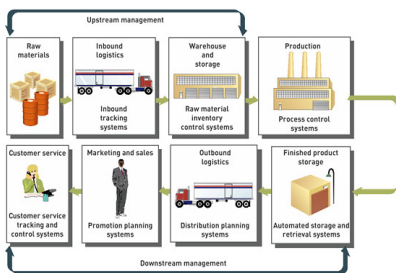 Upstream management
Raw
materials
Inbound
logistics
Inbound
tracking
systems
Warehouse
and
storage
Raw material
inventory
control systems
Production
Process control
systems
Customer service
Customer service
tracking and
control systems
Marketing and sales
Promotion planning
systems
Outbound
logistics
Distribution planning
systems
Finished product
storage
Automated storage and
retrieval systems
Downstream management